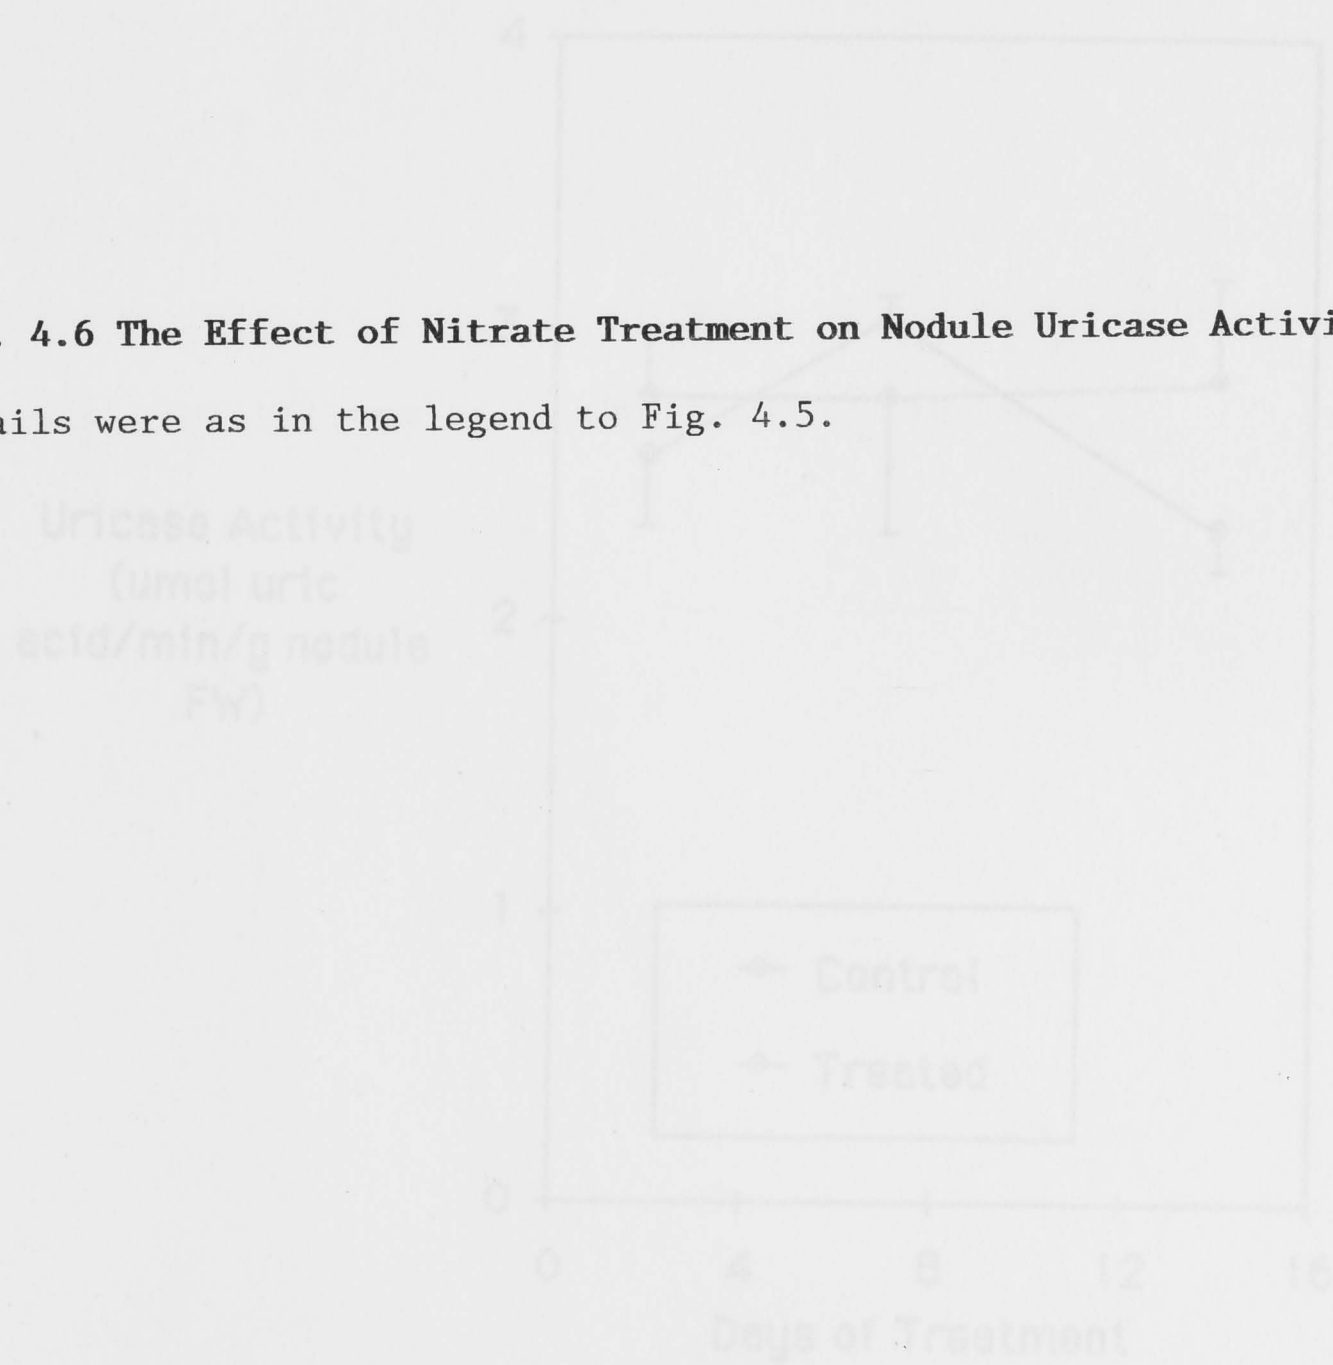 4
. 4.6 The Effect of Nitrate Treatment on Nodule Uricase Activi
ails were as in the legend to Fig. 4.5.
Uricase Activity
(umol uric
acid/min/g nodule
FW)
2
1
Control
Treated
0
0 4 8 12 16
Days of Treatment